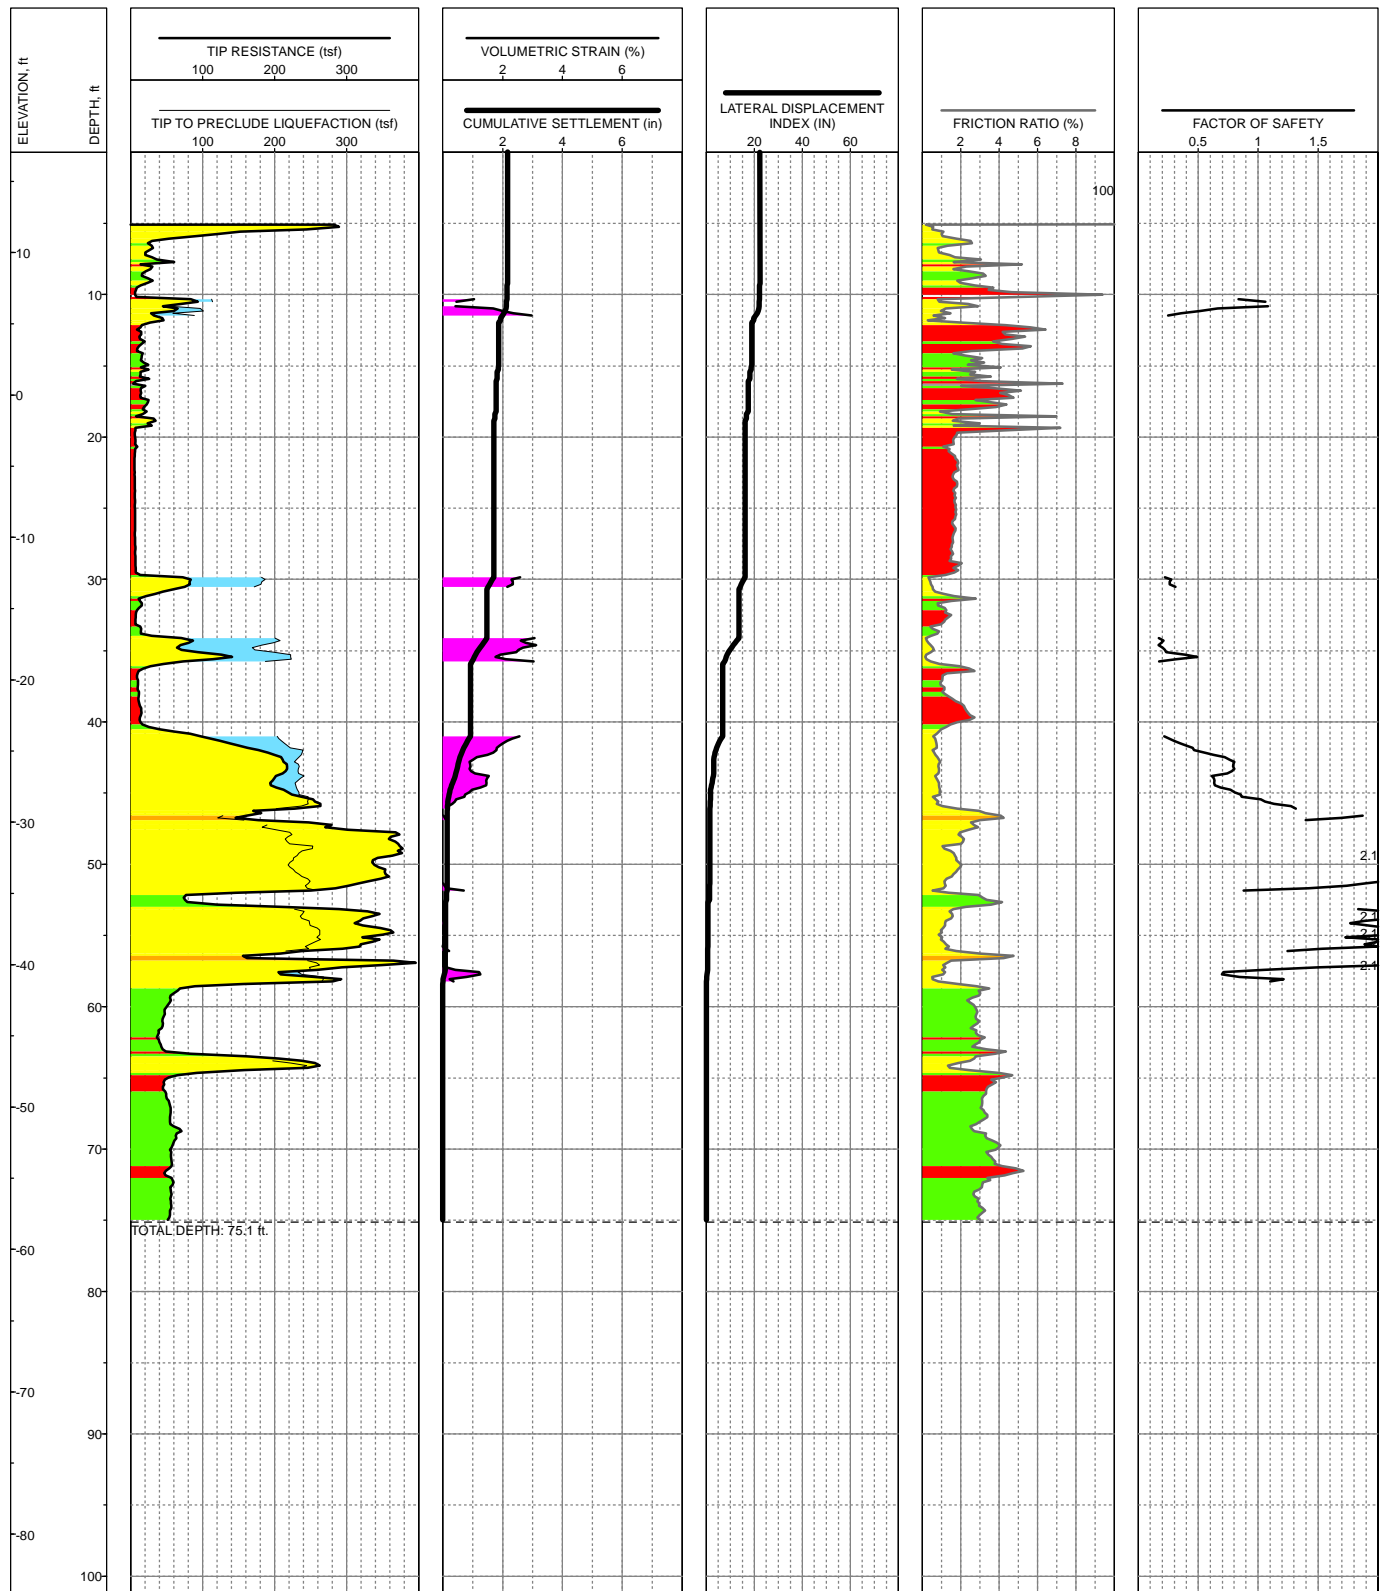 ELEVATION, ft
DEPTH, ft
TIP RESISTANCE (tsf)
100 200 300
TIP TO PRECLUDE LIQUEFACTION (tsf)
100 200 300
VOLUMETRIC STRAIN (%)
2 4 6
CUMULATIVE SETTLEMENT (in)
2 4 6
LATERAL DISPLACEMENT
INDEX (IN)
20 40 60
FRICTION RATIO (%)
2 4 6 8
FACTOR OF SAFETY
0.5 1 1.5
100
10
10
0
20
-10
30
-20
40
-30
50
2.1
2.1
2.1
-40
2.1
60
-50
70
TOTAL DEPTH: 75.1 ft.
-60
80
-70
90
-80
100